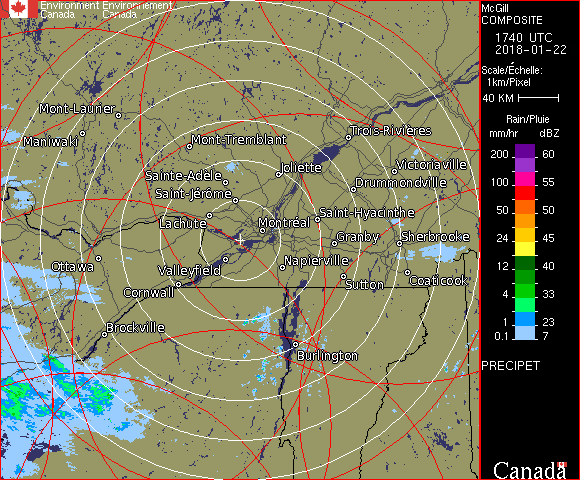 Environment Environnement
Canada Canada
McGill
COMPOSITE
1740 UTC
2018-01-22
Scale/Échelle:
1km/Pixel
40 KM
Rain/Pluie
mm/hr dBZ
200 60
155
100 55
50 50
24 45
12 40
4 33
1 23
0.1 7
PRECIPET
Canada
Mont-Laurier
Maniwaki
Mont-Tremblant
Trois-Rivières
Joliette
Victoriaville
Sainte-Adèle
Drummondville
Saint-Jérôme
Saint-Hyacinthe
Lachute
Montréal
Granby
Sherbrooke
Ottawa
Valleyfield
Napierville
Cornwall
Sutton
Coaticook
Brockville
Burlington